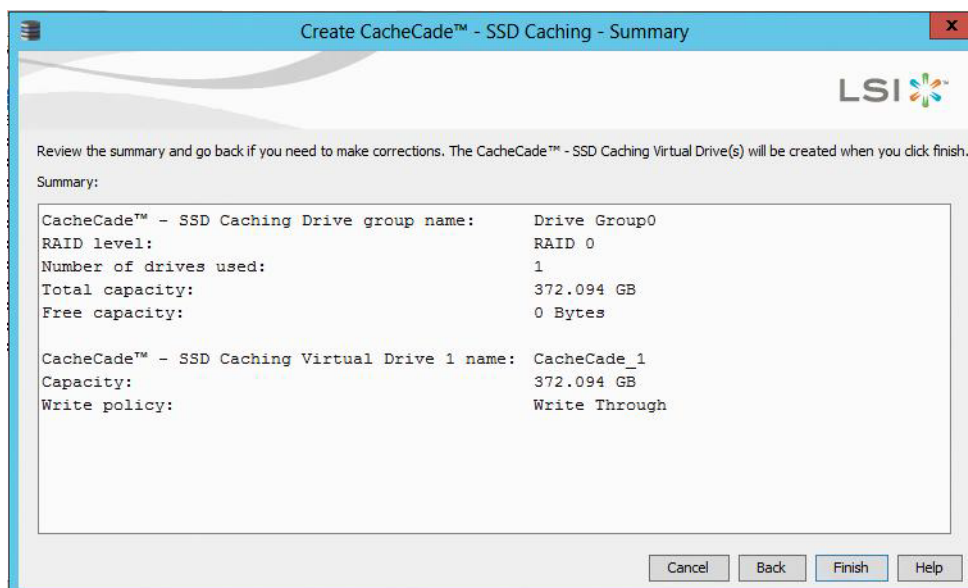 Create CacheCade™ - SSD Caching - Summary
x
LSI
Review the summary and go back if you need to make corrections. The CacheCade™ - SSD Caching Virtual Drive(s) will be created when you click finish.
Summary:
CacheCade™ - SSD Caching Drive group name: Drive Group0
RAID level: RAID 0
Number of drives used: 1
Total capacity: 372.094 GB
Free capacity: 0 Bytes
CacheCade™ - SSD Caching Virtual Drive 1 name: CacheCade_1
Capacity: 372.094 GB
Write policy: Write Through
Cancel Back Finish Help